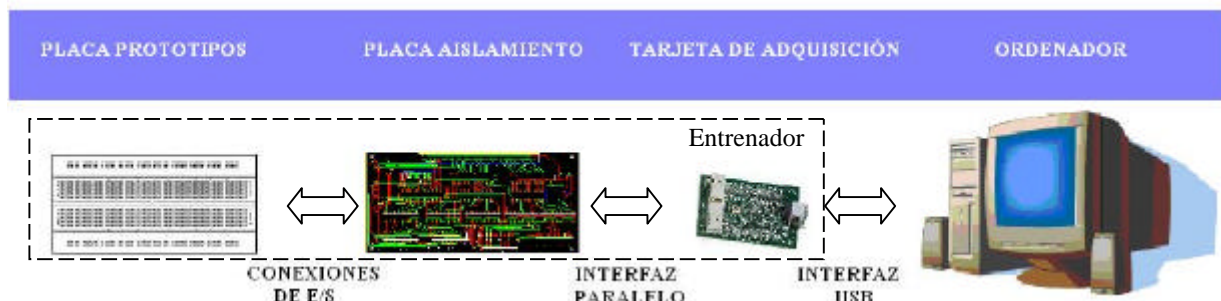 PLACA PROTOTIPOS
PLACA AISLAMIENTO
TARJETA DE ADQUISICIÓN
ORDENADOR
Entrenador
CONEXIONES
DE E/S
INTERFAZ
PARALELO
INTERFAZ
USB